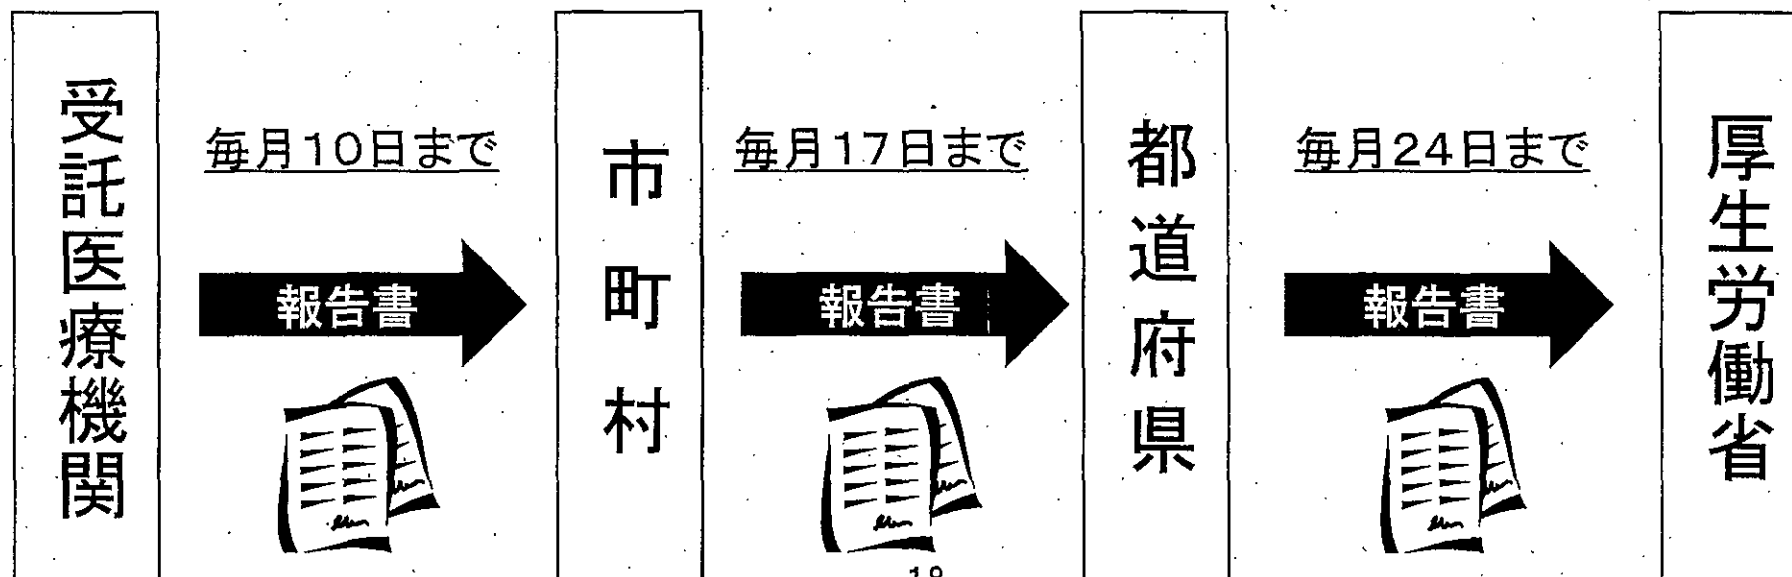 受託医療機関
毎月10日まで
報告書
市町村
毎月17日まで
報告書
都道府県
毎月24日まで
報告書
厚生労働省